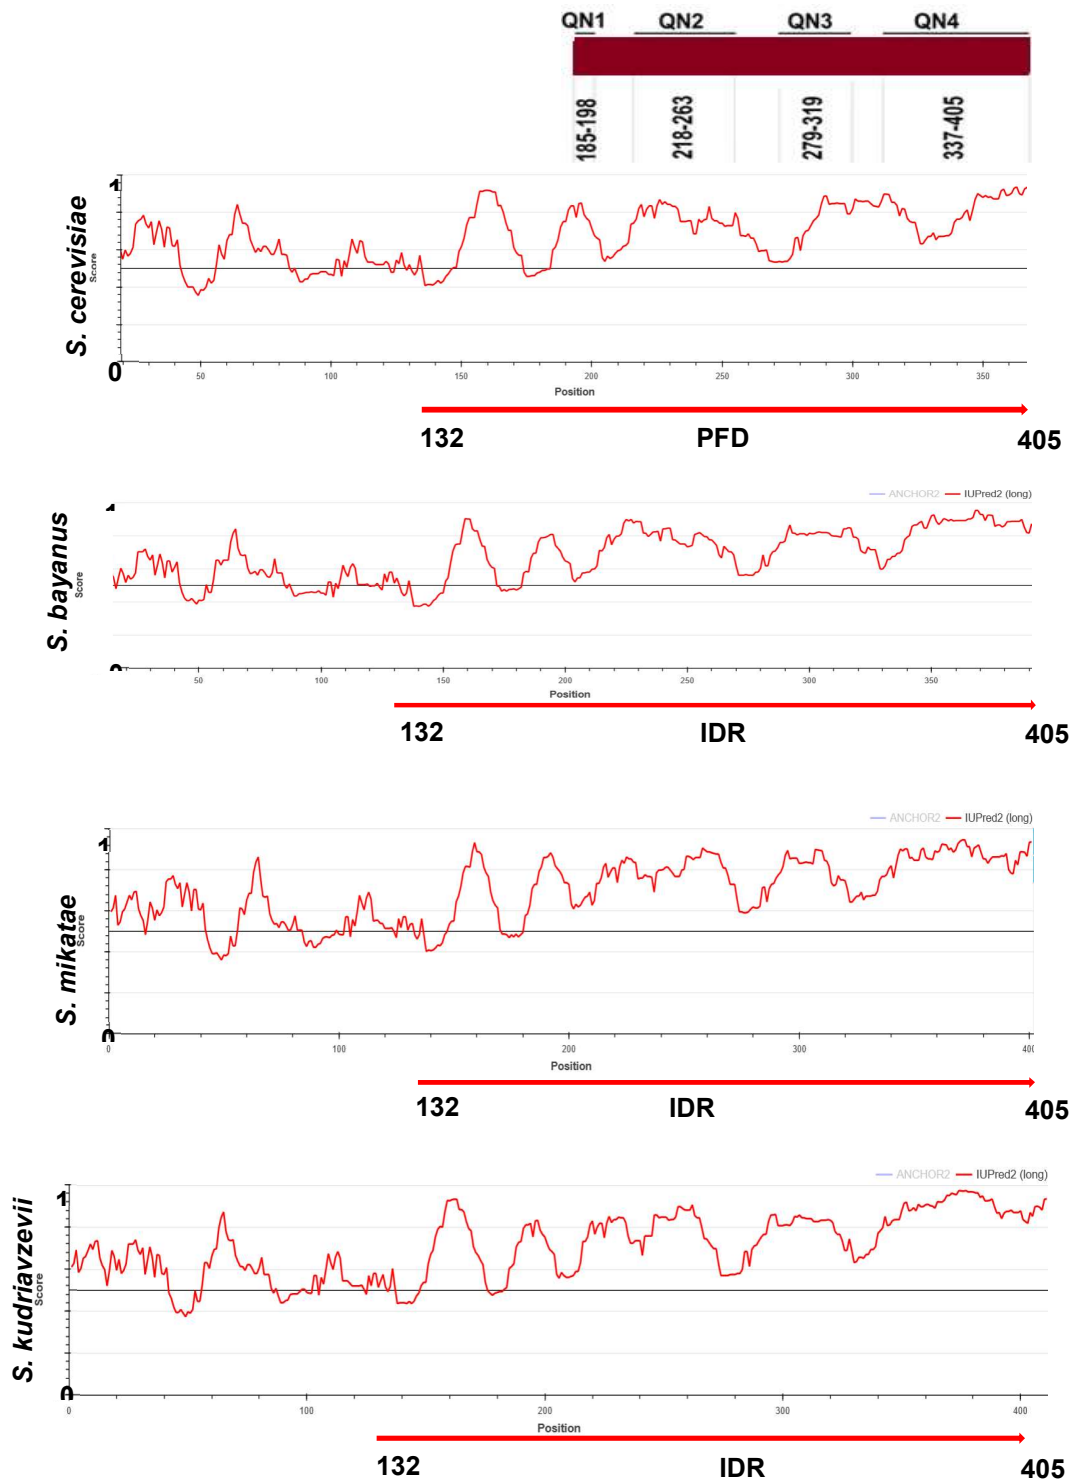 QN1 QN2 QN3 QN4
185-198 218-263 279-319 337-405
S. cerevisiae
Score
1
0
50 100 150 200 250 300 350
Position
132 PFD 405
ANCHOR2 IUPred2 (long)
S. bayanus
Score
50 100 150 200 250 300 350
Position
132 IDR 405
ANCHOR2 IUPred2 (long)
S. mikatae
Score
1
0
0 100 200 300 400
Position
132 IDR 405
ANCHOR2 IUPred2 (long)
S. kudriavzevii
Score
1
0
0 100 200 300 400
Position
132 IDR 405